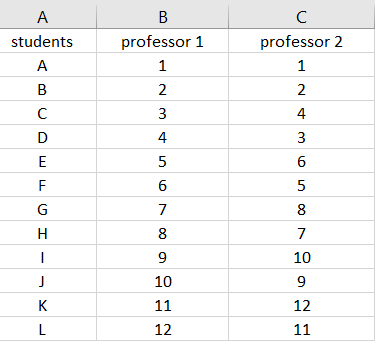 A B C
students professor 1 professor 2
A 1 1
B 2 2
C 3 4
D 4 3
E 5 6
F 6 5
G 7 8
H 8 7
I 9 10
J 10 9
K 11 12
L 12 11